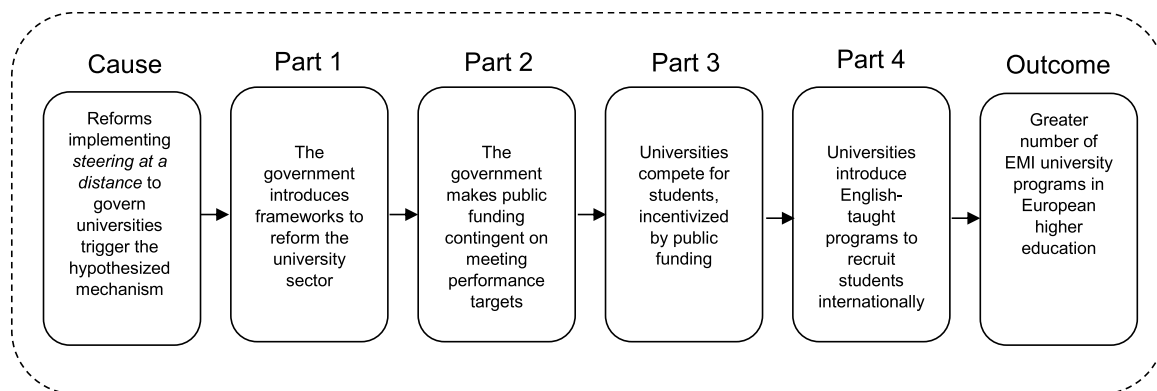 Cause
Reforms
implementing
steering at a
distance to
govern
universities
trigger the
hypothesized
mechanism
Part 1
The
government
introduces
frameworks to
reform the
university
sector
Part 2
The
government
makes public
funding
contingent on
meeting
performance
targets
Part 3
Universities
compete for
students,
incentivized
by public
funding
Part 4
Universities
introduce
English-
taught
programs to
recruit
students
internationally
Outcome
Greater
number of
EMI university
programs in
European
higher
education